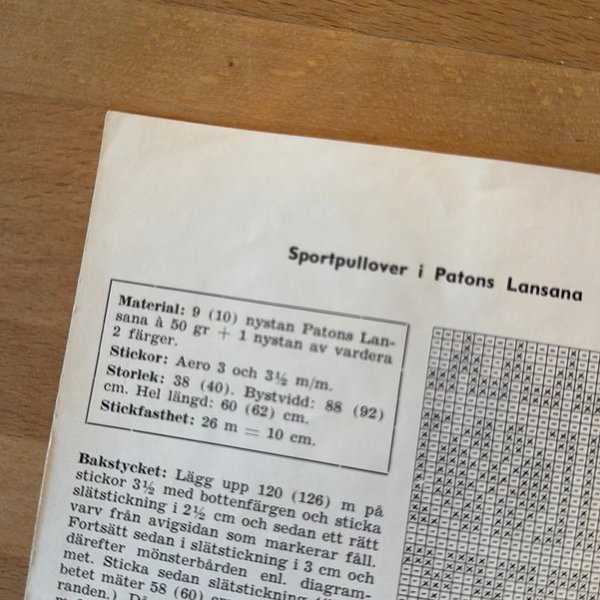 Sportpullover i Patons Lansana
Material: 9 (10) nystan Patons Lan-
sana à 50 gr + 1 nystan av vardera
2 färger.
Stickor: Aero 3 och 3½ m/m.
Storlek: 38 (40). Bystvidd: 88 (92)
cm. Hel längd: 60 (62) cm.
Stickfasthet: 26 m = 10 cm.
Bakstycket: Lägg upp 120 (126) m på
stickor 3½ med bottenfärgen och sticka
slätstickning i 2½ cm och sedan ett rätt
varv från avigsidan som markerar fåll.
Fortsätt sedan i slätstickning i 3 cm och
därefter mönsterbården enl. diagram-
met. Sticka sedan slätstickning
betet mäter 58 (60)
randen.)